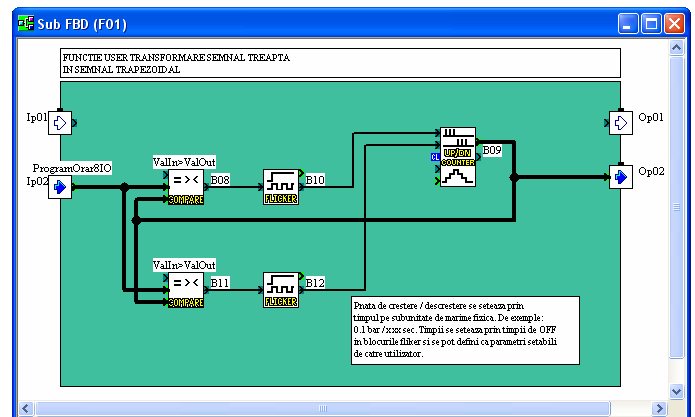 Sub FBD (F01)
FUNCTIE USER TRANSFORMARE SEMNAL TREAPTA
IN SEMNAL TRAPEZOIDAL
Ip01
Op01
UP/DN
COUNTER
CL
B09
ProgramOrar8IO
Ip02
Op02
ValIn>ValOut
= ><
COMPARE
B08
FLICKER
B10
ValIn>ValOut
= ><
COMPARE
B11
FLICKER
B12
Pnata de crestere / descrestere se seteaza prin
timpul pe subunitate de marime fizica. De exemple:
0.1 bar / xxx sec. Timpii se seteaza prin timpii de OFF
in blocurile fliker si se pot defini ca parametri setabili
de catre utilizator.